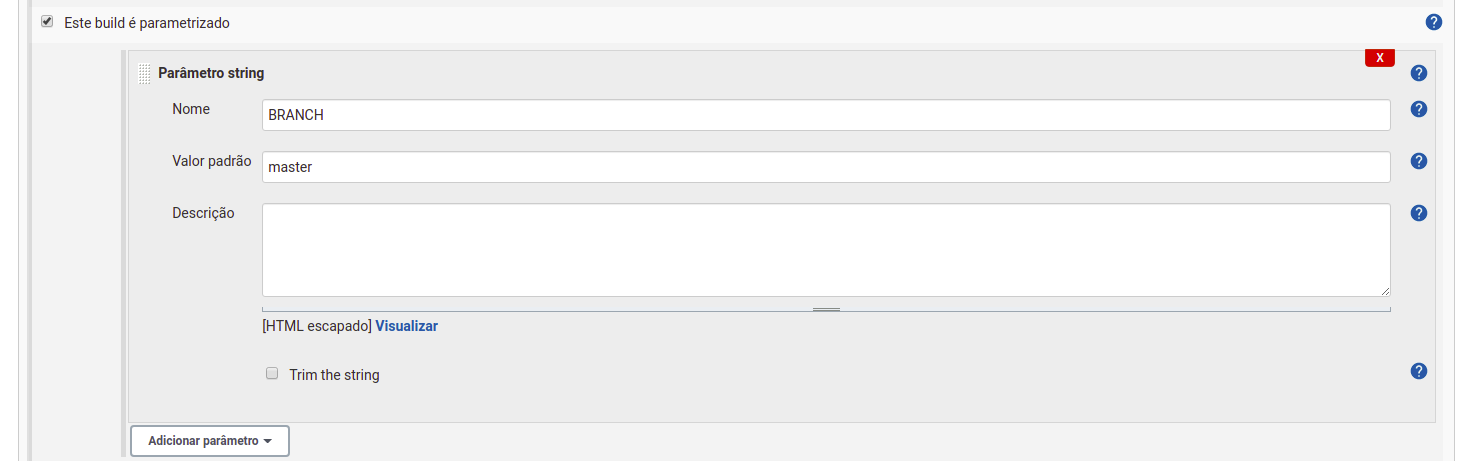 Este build é parametrizado
?
X
Parâmetro string
?
Nome
BRANCH
?
Valor padrão
master
?
Descrição
?
[HTML escapado] Visualizar
Trim the string
?
Adicionar parâmetro